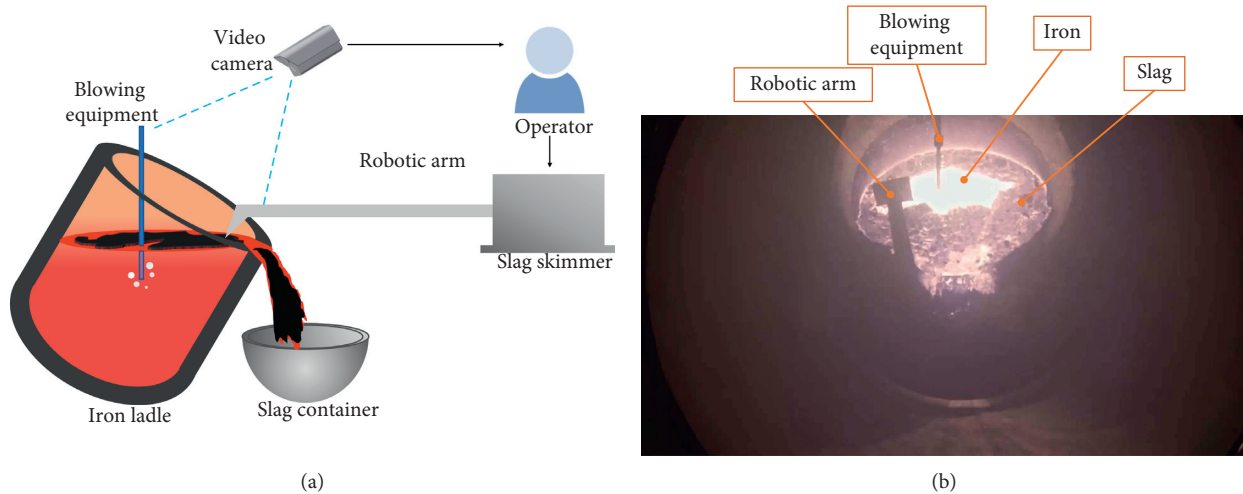 Video
camera
Blowing
equipment
Operator
Robotic arm
Slag skimmer
Iron ladle
Slag container
(a)
Blowing
equipment
Iron
Slag
Robotic arm
(b)